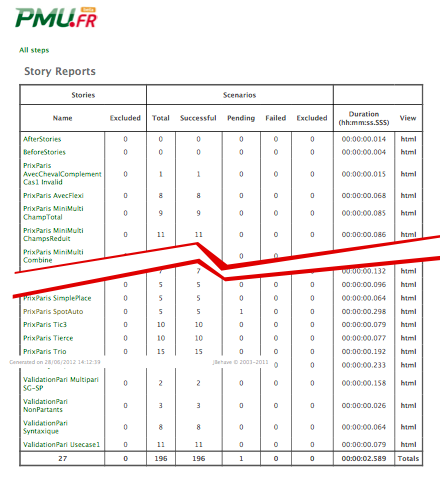 PMU.FR beta
All steps
Story Reports
Stories Scenarios
Name Excluded Total Successful Pending Failed Excluded Duration (hh:mm:ss.SSS) View
AfterStories 0 0 0 0 0 0 00:00:00.014 html
BeforeStories 0 0 0 0 0 0 00:00:00.004 html
PrixParis
AvecChevalComplement 0 1 1 0 0 0 00:00:00.015 html
Cas1 Invalid
PrixParis AvecFlexi 0 8 8 0 0 0 00:00:00.068 html
PrixParis MiniMulti
ChampTotal 0 9 9 0 0 0 00:00:00.085 html
PrixParis MiniMulti
ChampsReduit 0 11 11 0 0 0 00:00:00.086 html
PrixParis MiniMulti
Combine 0 0
7 7 00:00:00.132 html
0 5 5 0 0 0 00:00:00.096 html
PrixParis SimplePlace 0 5 5 0 0 0 00:00:00.064 html
PrixParis SpotAuto 0 5 5 1 0 0 00:00:00.298 html
PrixParis Tic3 0 10 10 0 0 0 00:00:00.079 html
PrixParis Tierce 0 10 10 0 0 0 00:00:00.077 html
PrixParis Trio 0 15 15 0 0 0 00:00:00.192 html
Generated on 28/08/2012 14:12:59 JBehave © 2003-2011 0 0 00:00:00.233 html
ValidationPari Multipari
SG-SP 0 2 2 0 0 0 00:00:00.158 html
ValidationPari
NonPartants 0 3 3 0 0 0 00:00:00.026 html
ValidationPari
Syntaxique 0 8 8 0 0 0 00:00:00.064 html
ValidationPari Usecase1 0 11 11 0 0 0 00:00:00.079 html
27 0 196 196 1 0 0 00:00:02.589 Totals